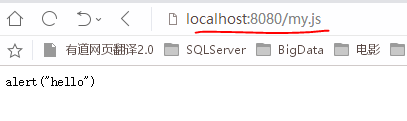 localhost:8080/my.js
有道网页翻译2.0 SQLServer BigData 电影
alert("hello")